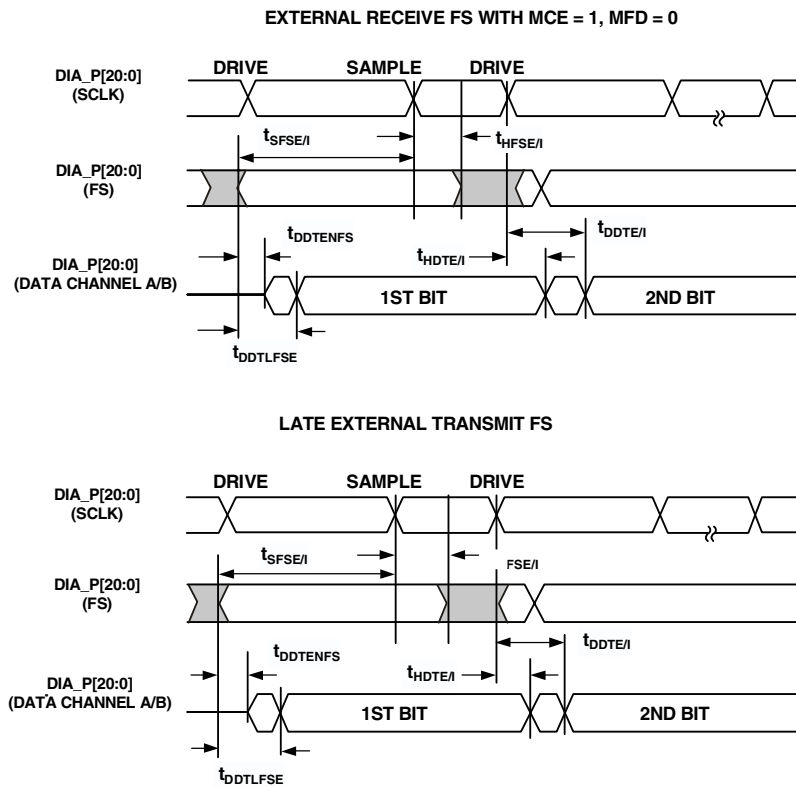 EXTERNAL RECEIVE FS WITH MCE = 1, MFD = 0
DRIVE SAMPLE DRIVE
DIA_P[20:0]
(SCLK)
tSFSE/I tHFSE/I
DIA_P[20:0]
(FS)
tDDTENFS tHDTE/I tDDTE/I
DIA_P[20:0]
(DATA CHANNEL A/B)
1ST BIT 2ND BIT
tDDTLFSE
LATE EXTERNAL TRANSMIT FS
DRIVE SAMPLE DRIVE
DIA_P[20:0]
(SCLK)
tSFSE/I FSE/I
DIA_P[20:0]
(FS)
tDDTENFS tHDTE/I tDDTE/I
DIA_P[20:0]
(DATA CHANNEL A/B)
1ST BIT 2ND BIT
tDDTLFSE